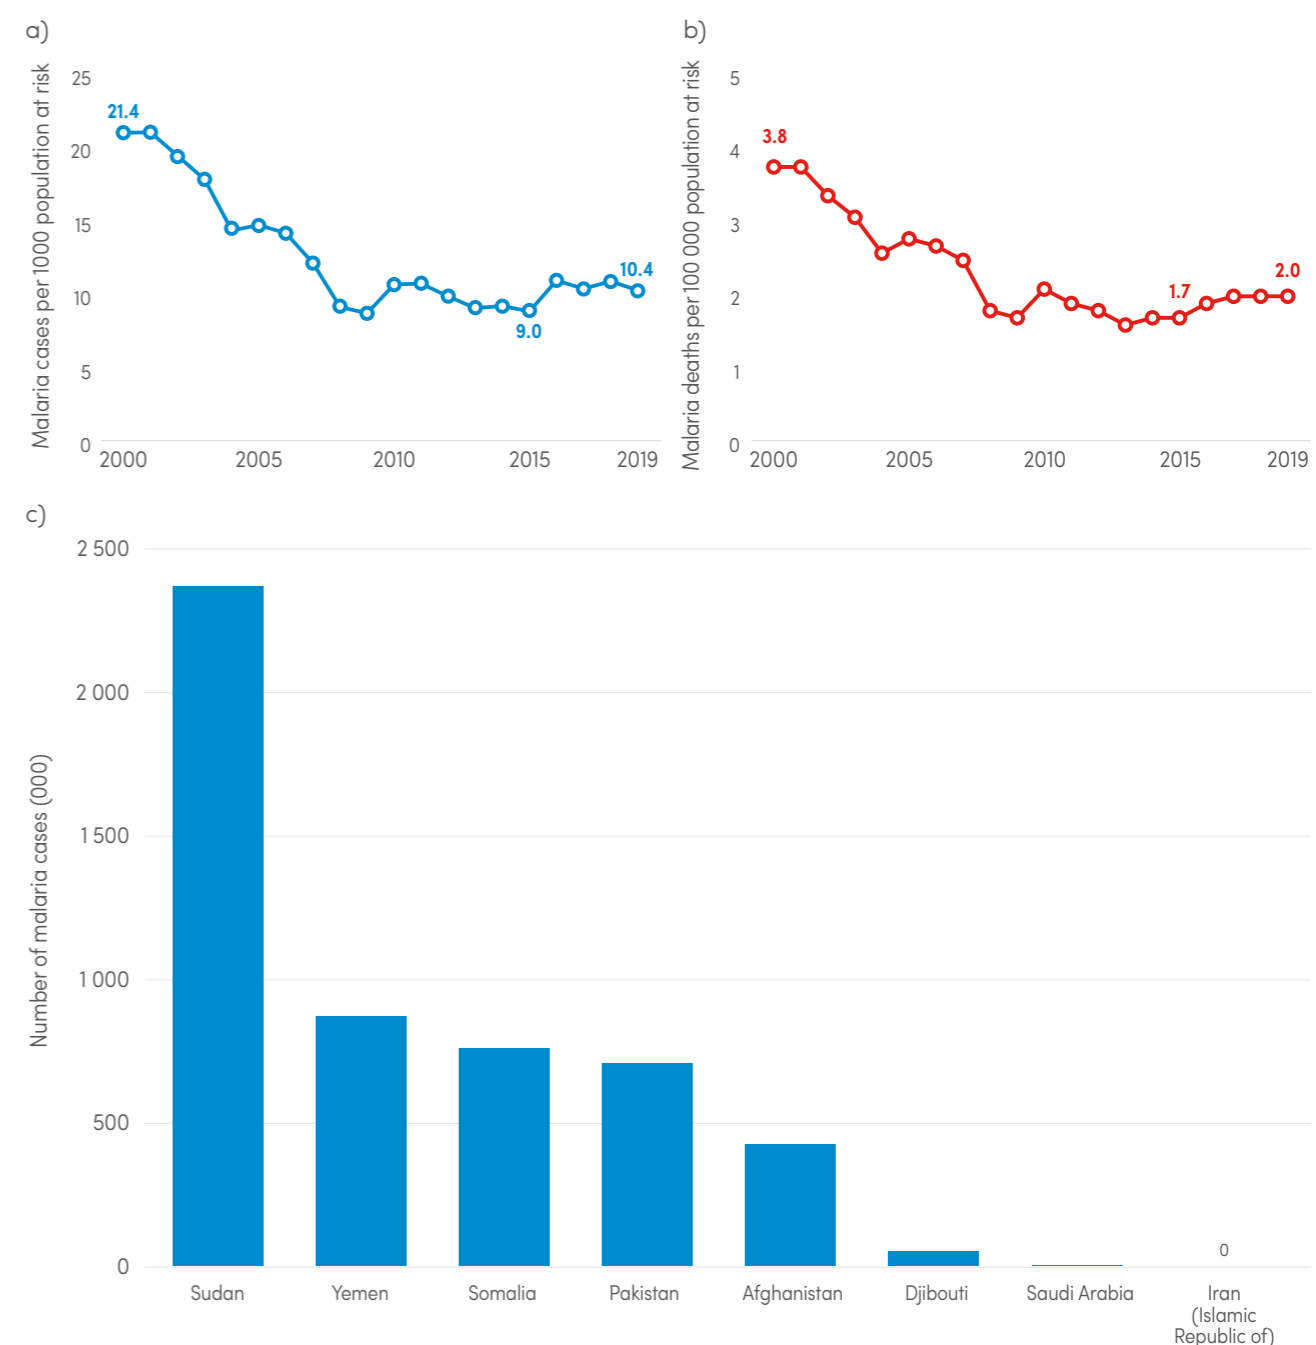 a)
Malaria cases per 1000 population at risk
25
20
15
10
5
0
21.4
9.0
10.4
2000 2005 2010 2015 2019
b)
Malaria deaths per 100 000 population at risk
5
4
3
2
1
0
3.8
1.7
2.0
2000 2005 2010 2015 2019
c)
Number of malaria cases (000)
2 500
2 000
1 500
1 000
500
0
0
Sudan Yemen Somalia Pakistan Afghanistan Djibouti Saudi Arabia Iran
(Islamic
Republic of)